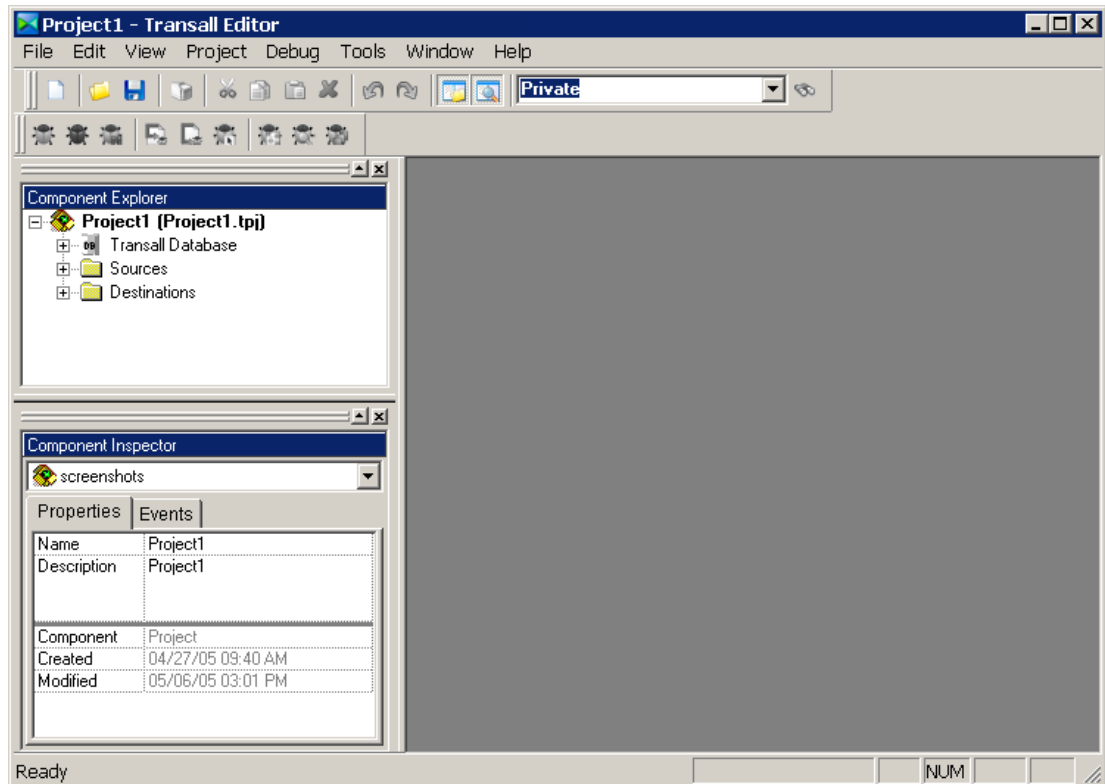 Project1 - Transall Editor
File Edit View Project Debug Tools Window Help
Private
Component Explorer
Project1 (Project1.tpj)
DB Transall Database
Sources
Destinations
Component Inspector
screenshots
Properties Events
Name Project1
Description Project1
Component Project
Created 04/27/05 09:40 AM
Modified 05/06/05 03:01 PM
Ready NUM